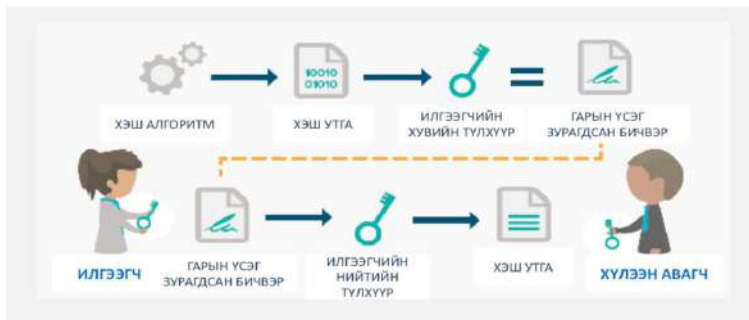 10010
01010
ХЭШ АЛГОРИТМ
ХЭШ УТГА
ИЛГЭЭГЧИЙН
ХУВИЙН ТҮЛХҮҮР
ГАРЫН ҮСЭГ
ЗУРАГДСАН БИЧВЭР
ИЛГЭЭГЧ
ГАРЫН ҮСЭГ
ЗУРАГДСАН БИЧВЭР
ИЛГЭЭГЧИЙН
НИЙТИЙН
ТҮЛХҮҮР
ХЭШ УТГА
ХҮЛЭЭН АВАГЧ